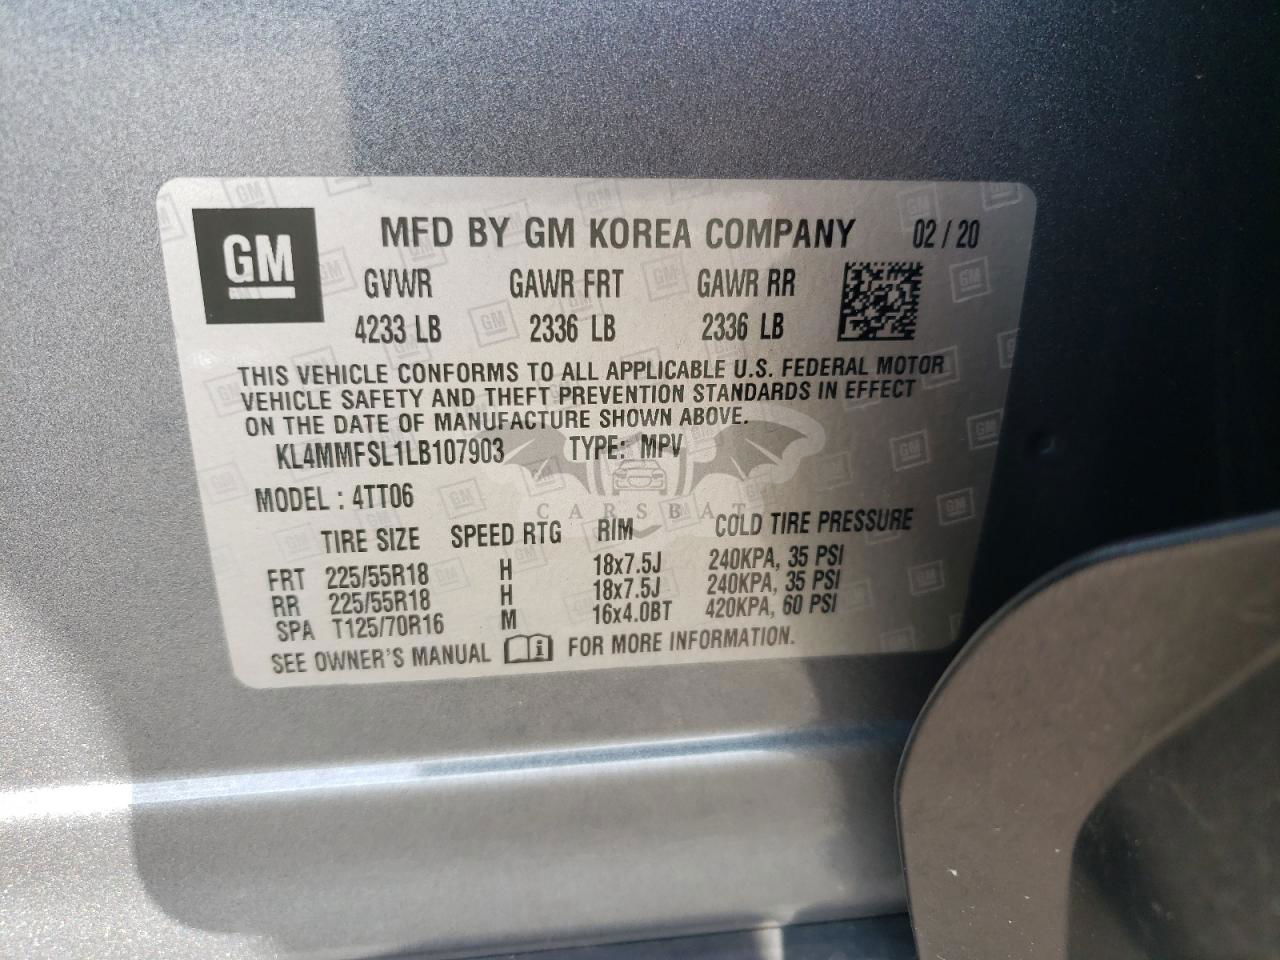 GM
MFD BY GM KOREA COMPANY 02 / 20
GVWR GAWR FRT GAWR RR
4233 LB 2336 LB 2336 LB
THIS VEHICLE CONFORMS TO ALL APPLICABLE U.S. FEDERAL MOTOR
VEHICLE SAFETY AND THEFT PREVENTION STANDARDS IN EFFECT
ON THE DATE OF MANUFACTURE SHOWN ABOVE.
KL4MMFSL1LB107903 TYPE: MPV
MODEL : 4TT06
CARSBAT
TIRE SIZE SPEED RTG RIM COLD TIRE PRESSURE
FRT 225/55R18 H 18x7.5J 240KPA, 35 PSI
RR 225/55R18 H 18x7.5J 240KPA, 35 PSI
SPA T125/70R16 M 16x4.0BT 420KPA, 60 PSI
SEE OWNER'S MANUAL i FOR MORE INFORMATION.